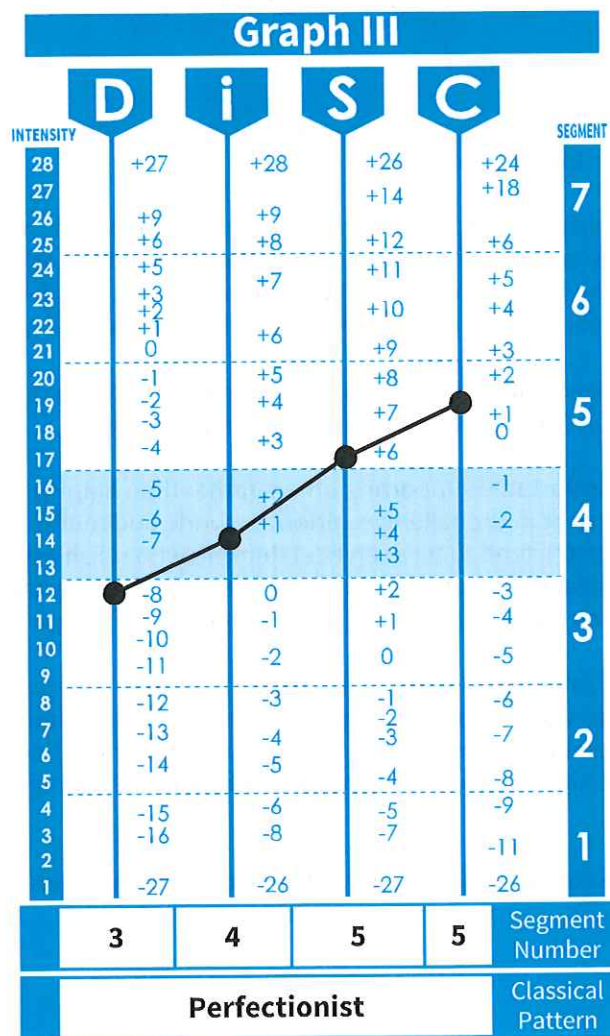 Graph III
D i S C
INTENSITY SEGMENT
28 +27 +28 +26 +24
27 +14 +18 7
26 +9 +9
25 +6 +8 +12 +6
24 +5 +7 +11 +5
23 +3 +10 +4 6
+2
22 +1 +6
21 0 +9 +3
20 -1 +5 +8 +2
19 -2 +4 +7 +1 5
18 -3 +3 0
17 -4 +6
16 +2 -1
15 -6 +1 +5 -2 4
14 -7 +4
13 +3
12 -8 0 +2 -3
11 -9 -1 +1 -4 3
10 -10 -2 0 -5
9 -11
8 -12 -3 -1 -6
-2
7 -13 -4 -3 -7 2
6 -14 -5
5 -4 -8
4 -15 -6 -5 -9
3 -16 -8 -7 1
2 -11
1 -27 -26 -27 -26
3 4 5 5 Segment
Number
Perfectionist Classical
Pattern